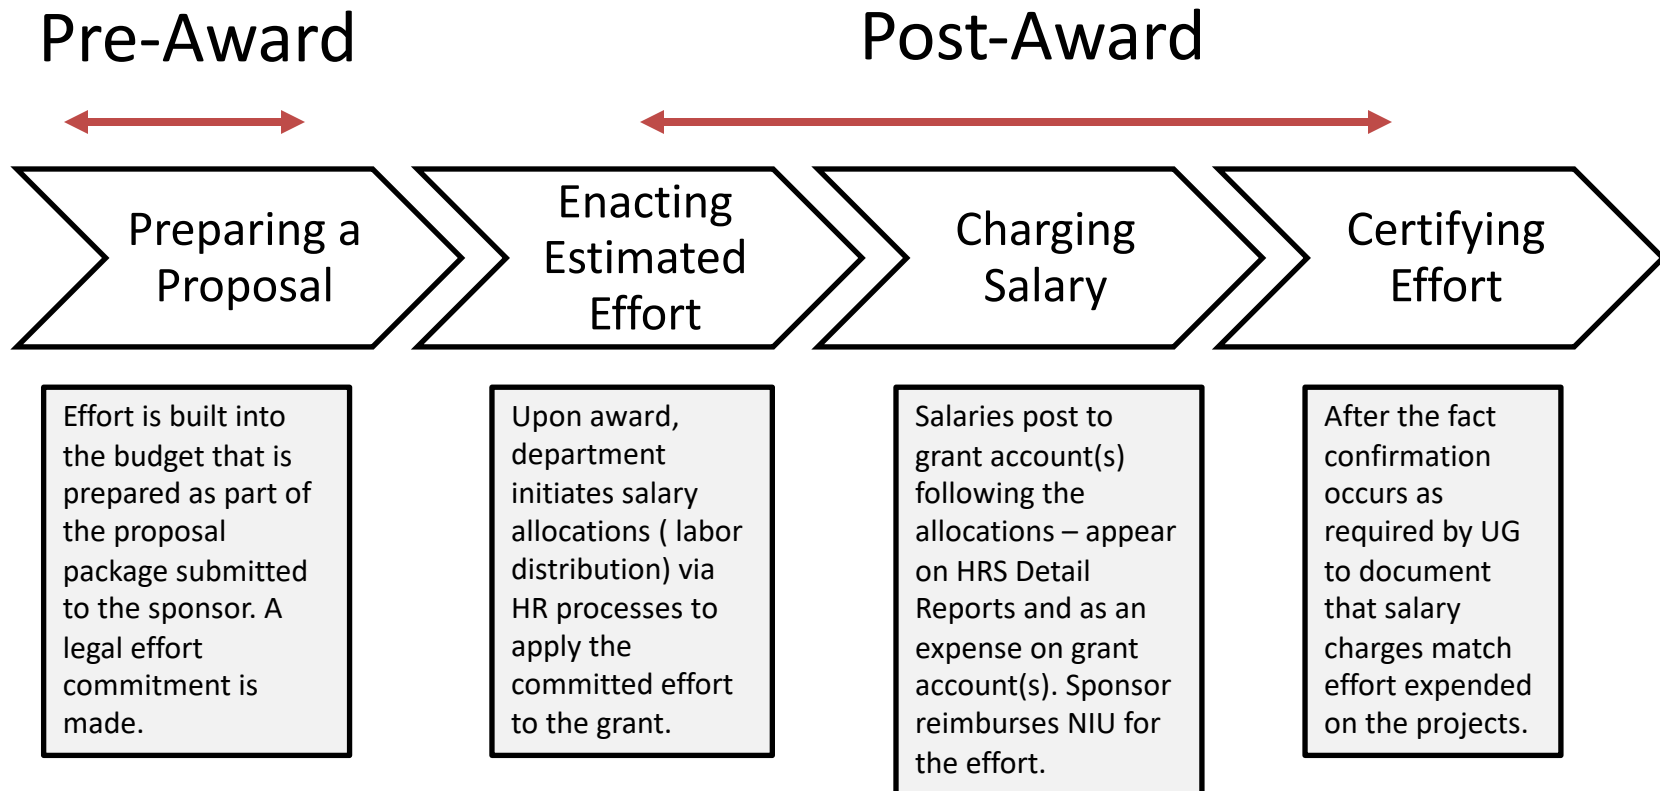 Pre-Award
Post-Award
Preparing a
Proposal
Enacting
Estimated
Effort
Charging
Salary
Certifying
Effort
Effort is built into
the budget that is
prepared as part of
the proposal
package submitted
to the sponsor. A
legal effort
commitment is
made.
Upon award,
department
initiates salary
allocations ( labor
distribution) via
HR processes to
apply the
committed effort
to the grant.
Salaries post to
grant account(s)
following the
allocations – appear
on HRS Detail
Reports and as an
expense on grant
account(s). Sponsor
reimburses NIU for
the effort.
After the fact
confirmation
occurs as
required by UG
to document
that salary
charges match
effort expended
on the projects.